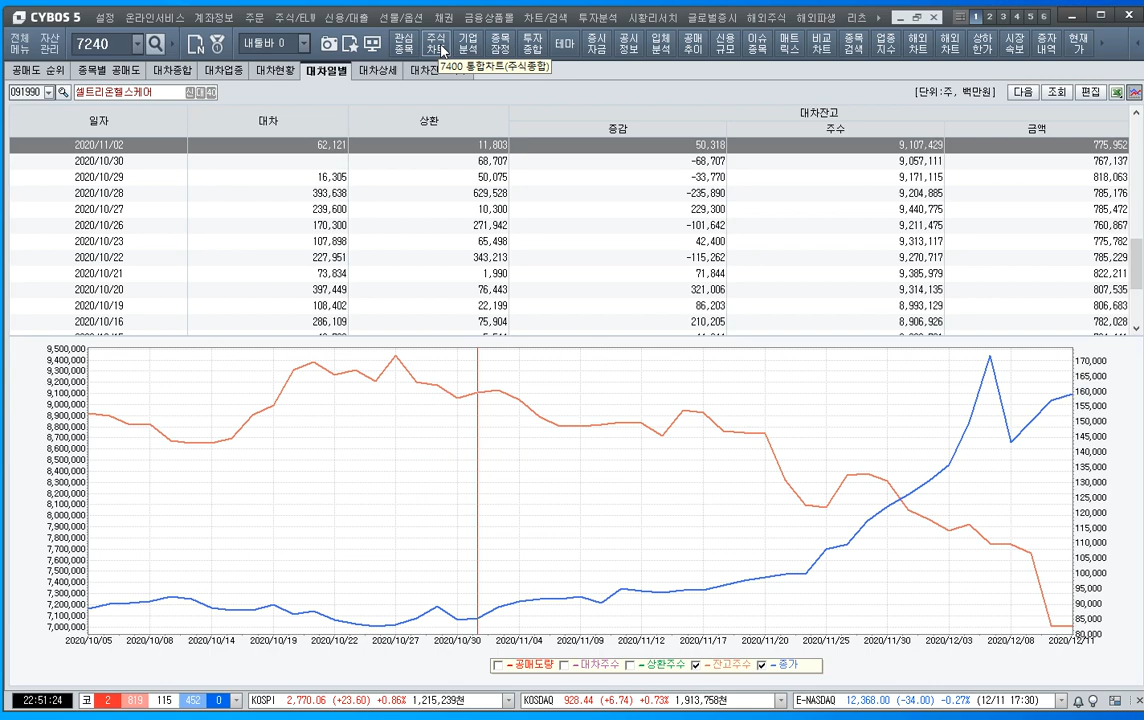 CYBOS 5 설정 온라인서비스 계좌정보 주문 주식/ELW 신용/대출 선물/옵션 채권 금융상품몰 차트/검색 투자분석 시황리서치 글로벌증시 해외주식 해외파생 리츠 1 2 3 4 5 6
전체메뉴 자산관리 7240 내툴바 0 관심종목 주식차트 기업분석 종목잠정 투자종합 테마 증시자금 공시정보 입체분석 공매추이 신용규모 이슈종목 매트릭스 비교차트 종목검색 업종지수 해외차트 해외차트 상하한가 시장속보 증자내역 현재가
7400 통합차트(주식종합)
공매도 순위 종목별 공매도 대차종합 대차업종 대차현황 대차일별 대차상세
091990 셀트리온헬스케어 [단위:주, 백만원] 다음 조회 편집
일자 대차 상환 대차잔고
증감 주수 금액
2020/11/02 62,121 11,803 50,318 9,107,429 775,952
2020/10/30 68,707 -68,707 9,057,111 767,137
2020/10/29 16,305 50,075 -33,770 9,171,115 818,063
2020/10/28 393,638 629,528 -235,890 9,204,885 785,176
2020/10/27 239,600 10,300 229,300 9,440,775 785,472
2020/10/26 170,300 271,942 -101,642 9,211,475 760,867
2020/10/23 107,898 65,498 42,400 9,313,117 775,782
2020/10/22 227,951 343,213 -115,262 9,270,717 785,229
2020/10/21 73,834 1,990 71,844 9,385,979 822,211
2020/10/20 397,449 76,443 321,006 9,314,135 807,535
2020/10/19 108,402 22,199 86,203 8,993,129 806,683
2020/10/16 286,109 75,904 210,205 8,906,926 782,028
9,500,000
9,400,000 170,000
9,300,000 165,000
9,200,000 160,000
9,100,000 155,000
9,000,000 150,000
8,900,000 145,000
8,800,000 140,000
8,700,000 135,000
8,600,000 130,000
8,500,000 125,000
8,400,000 120,000
8,300,000 115,000
8,200,000 110,000
8,100,000 105,000
8,000,000 100,000
7,900,000 95,000
7,800,000 90,000
7,700,000 85,000
7,600,000 80,000
7,500,000
7,400,000
7,300,000
7,200,000
7,100,000
7,000,000
2020/10/05 2020/10/08 2020/10/14 2020/10/19 2020/10/22 2020/10/27 2020/10/30 2020/11/04 2020/11/09 2020/11/12 2020/11/17 2020/11/20 2020/11/25 2020/11/30 2020/12/03 2020/12/08 2020/12/11
공매도량 대차주수 상환주수 잔고주수 종가
22:51:24 코 2 819 115 452 0 KOSPI 2,770.06 (+23.60) +0.86% 1,215,239천 KOSDAQ 928.44 (+6.74) +0.73% 1,913,758천 E-NASDAQ 12,368.00 (-34.00) -0.27% (12/11 17:30)